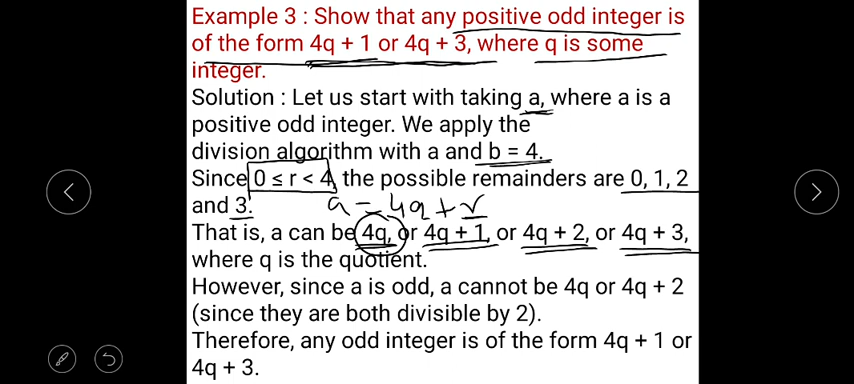 Example 3 : Show that any positive odd integer is
of the form 4q + 1 or 4q + 3, where q is some
integer.
Solution : Let us start with taking a, where a is a
positive odd integer. We apply the
division algorithm with a and b = 4.
Since 0 ≤ r < 4, the possible remainders are 0, 1, 2
and 3. a = 4q + r
That is, a can be 4q, or 4q + 1, or 4q + 2, or 4q + 3,
where q is the quotient.
However, since a is odd, a cannot be 4q or 4q + 2
(since they are both divisible by 2).
Therefore, any odd integer is of the form 4q + 1 or
4q + 3.